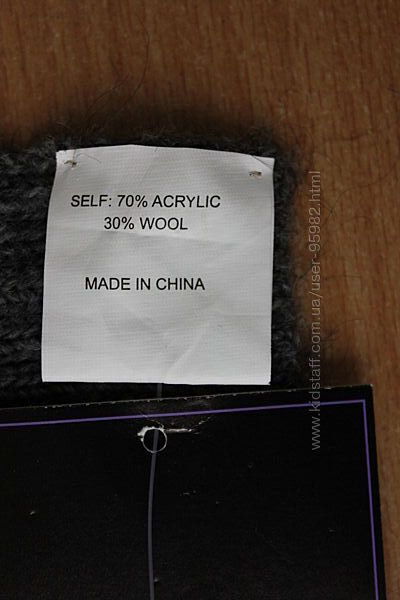 SELF: 70% ACRYLIC
30% WOOL
MADE IN CHINA
www.kidstaff.com.ua/user-95982.html